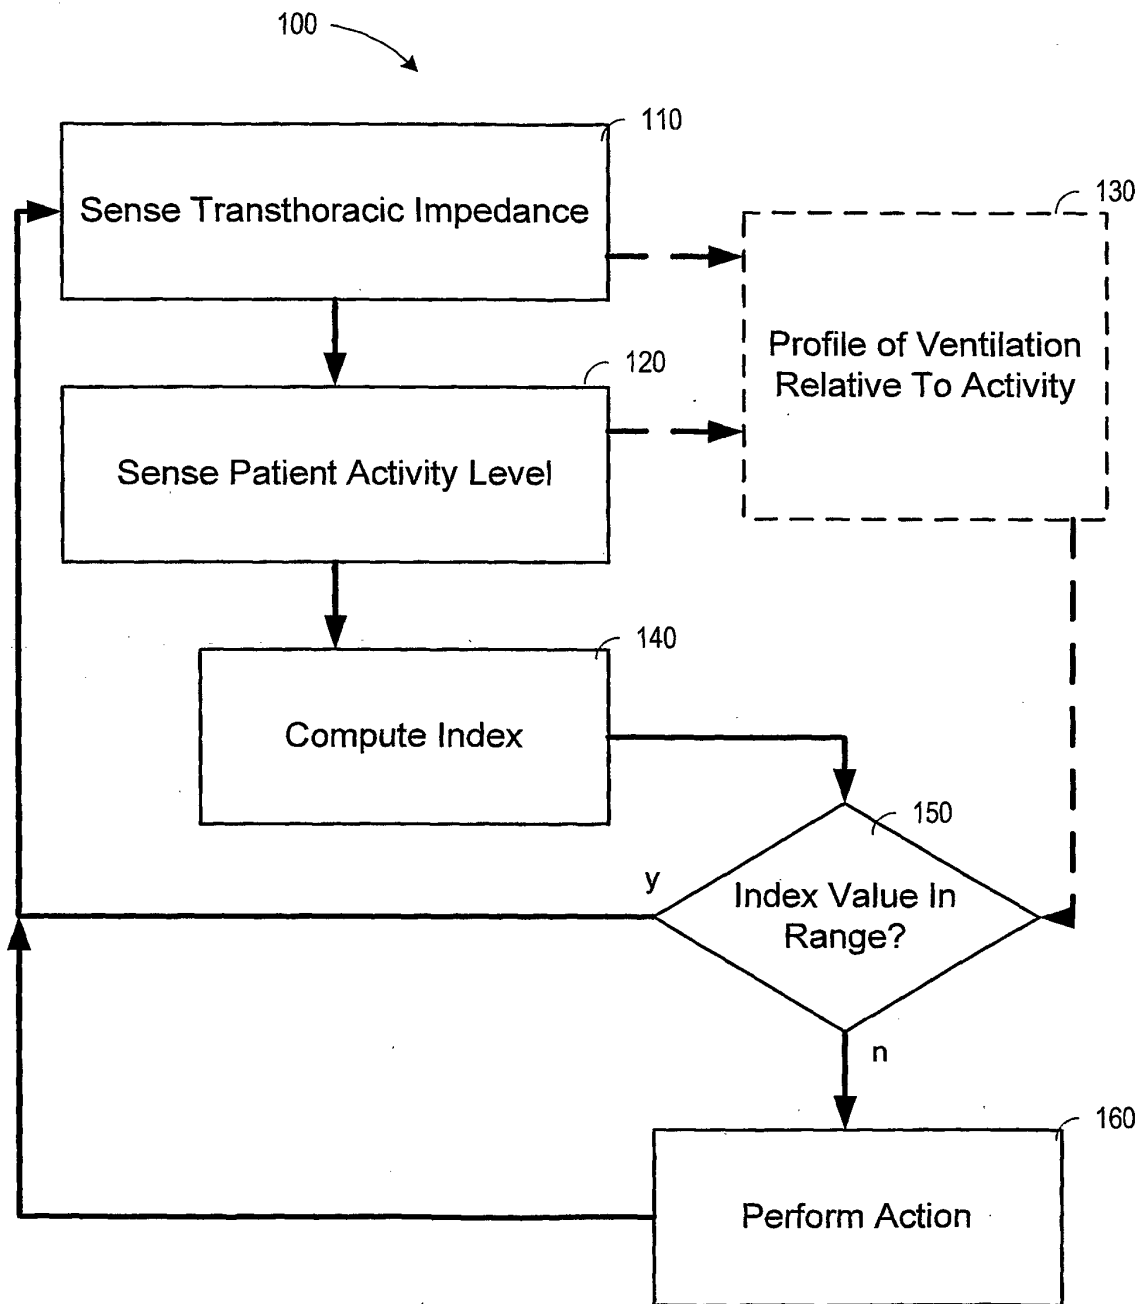 100
110
Sense Transthoracic Impedance
130
Profile of Ventilation
Relative To Activity
120
Sense Patient Activity Level
140
Compute Index
150
y
Index Value In
Range?
n
160
Perform Action